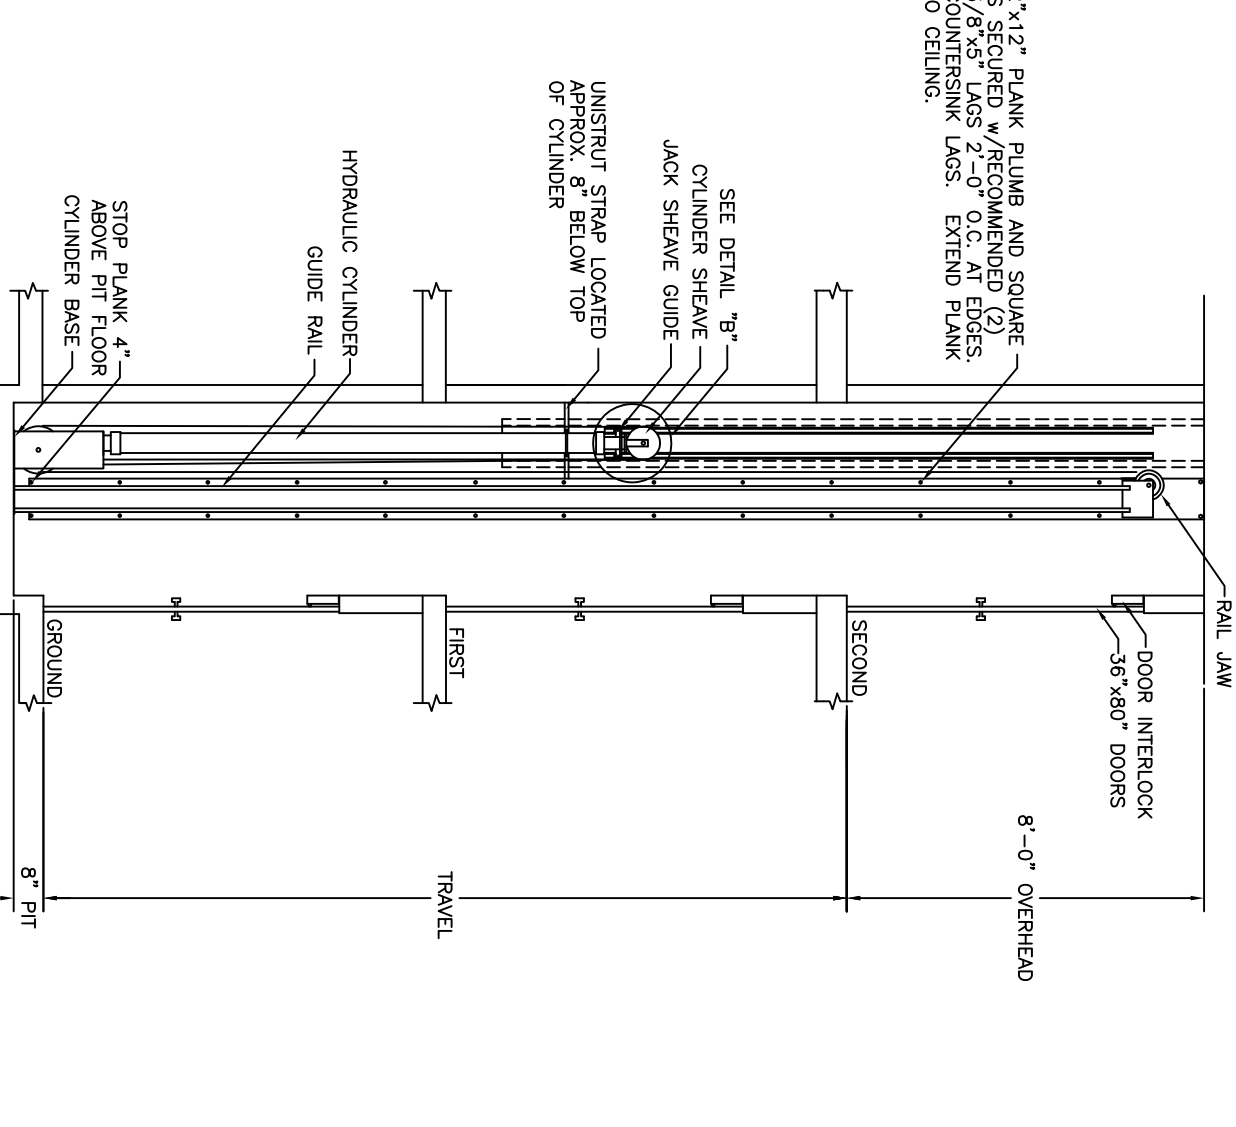 "x12" PLANK PLUMB AND SQUARE
S SECURED w/RECOMMENDED (2)
5/8"x5" LAGS 2'-0" O.C. AT EDGES.
COUNTERSINK LAGS. EXTEND PLANK
O CEILING.
SEE DETAIL "B"
CYLINDER SHEAVE
JACK SHEAVE GUIDE
UNISTRUT STRAP LOCATED
APPROX. 8" BELOW TOP
OF CYLINDER
HYDRAULIC CYLINDER
GUIDE RAIL
STOP PLANK 4"
ABOVE PIT FLOOR
CYLINDER BASE
RAIL JAW
DOOR INTERLOCK
36"x80" DOORS
SECOND
FIRST
GROUND
8'-0" OVERHEAD
TRAVEL
8" PIT